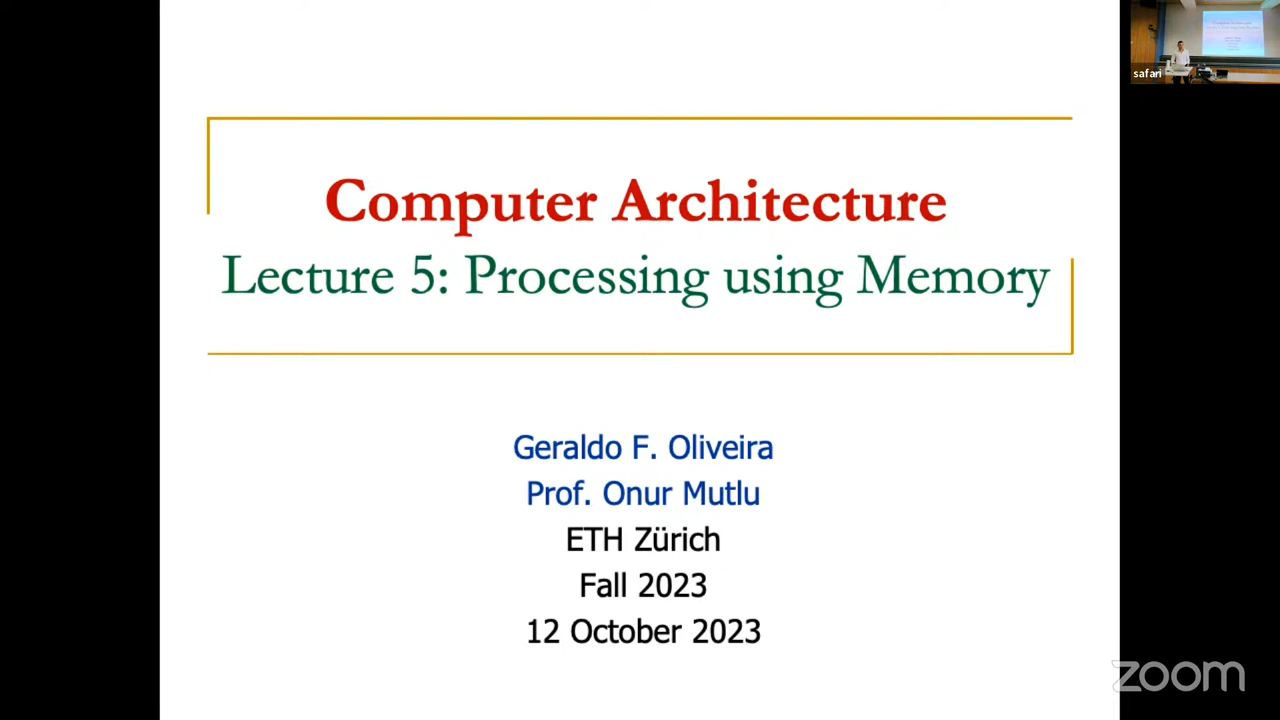 Computer Architecture
Lecture 5: Processing using Memory
Geraldo F. Oliveira
Prof. Onur Mutlu
ETH Zürich
Fall 2023
12 October 2023
safari
zoom